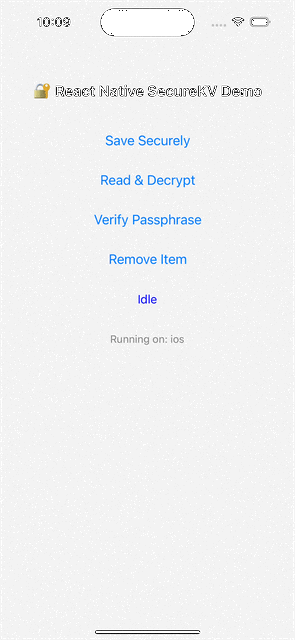 10:09
🔐 React Native SecureKV Demo
Save Securely
Read & Decrypt
Verify Passphrase
Remove Item
Idle
Running on: ios